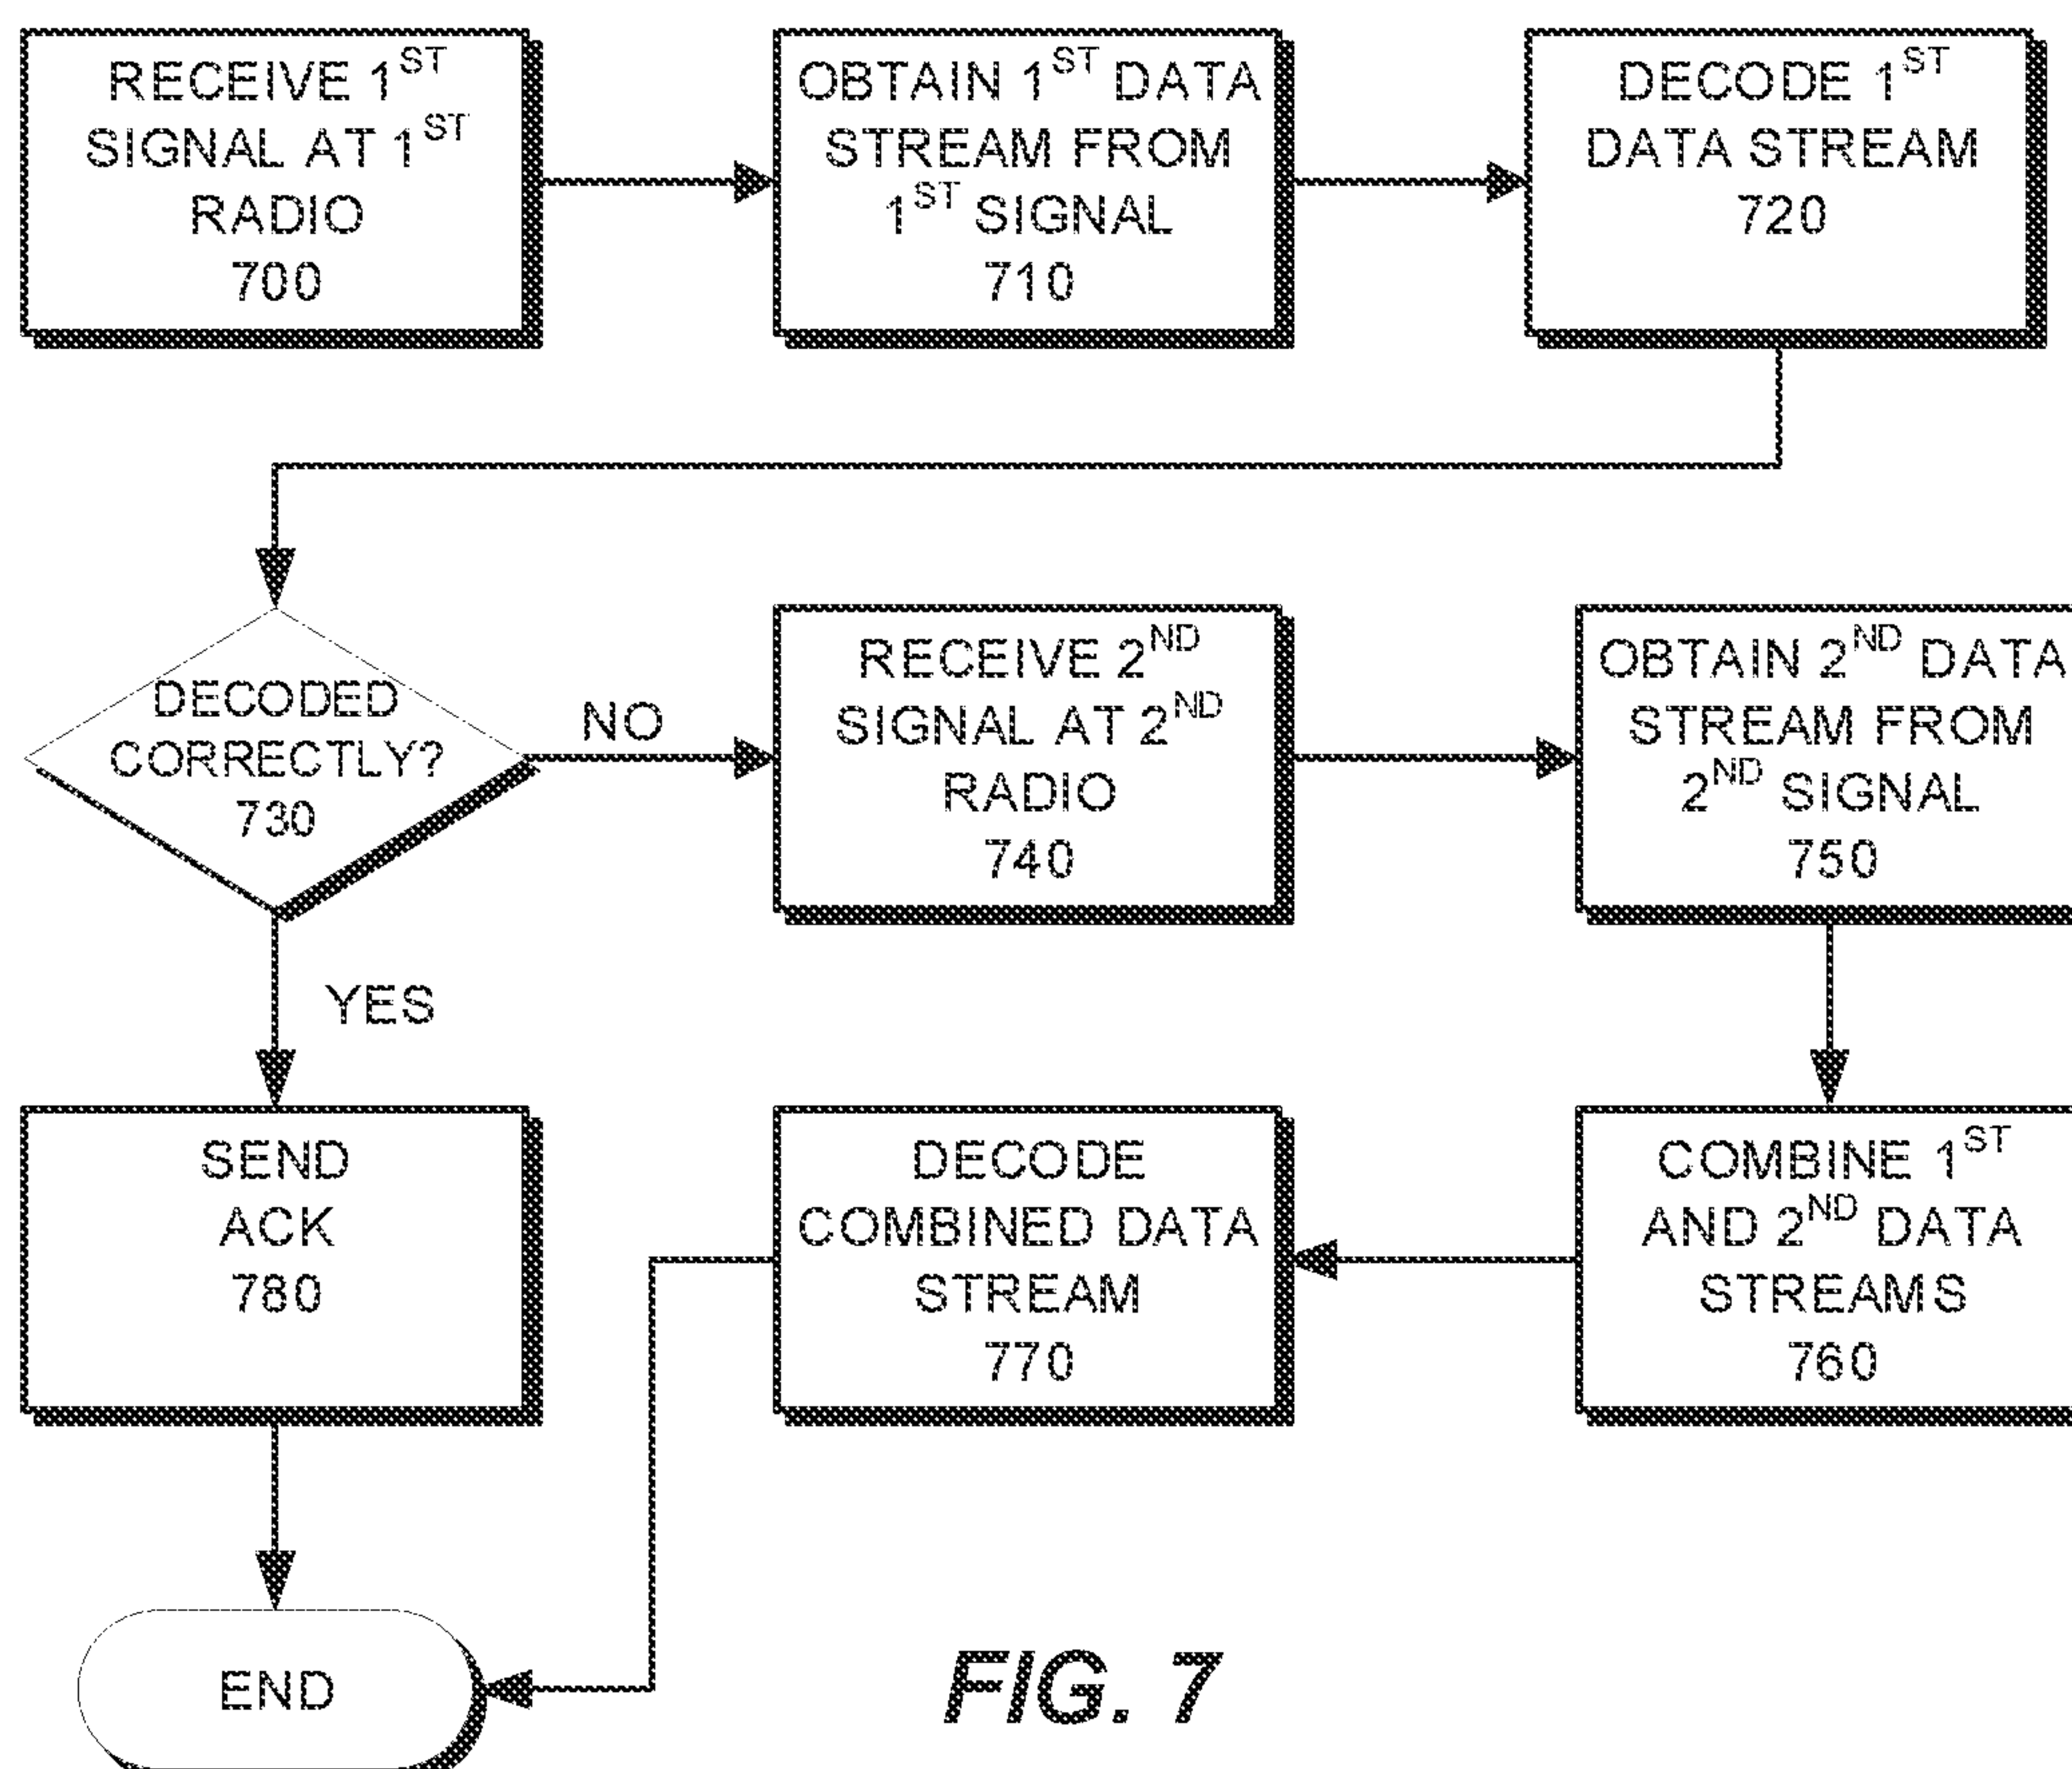 RECEIVE 1ST
SIGNAL AT 1ST
RADIO
700
OBTAIN 1ST DATA
STREAM FROM
1ST SIGNAL
710
DECODE 1ST
DATA STREAM
720
DECODED
CORRECTLY?
730
NO
RECEIVE 2ND
SIGNAL AT 2ND
RADIO
740
OBTAIN 2ND DATA
STREAM FROM
2ND SIGNAL
750
YES
SEND
ACK
780
DECODE
COMBINED DATA
STREAM
770
COMBINE 1ST
AND 2ND DATA
STREAMS
760
END
FIG. 7